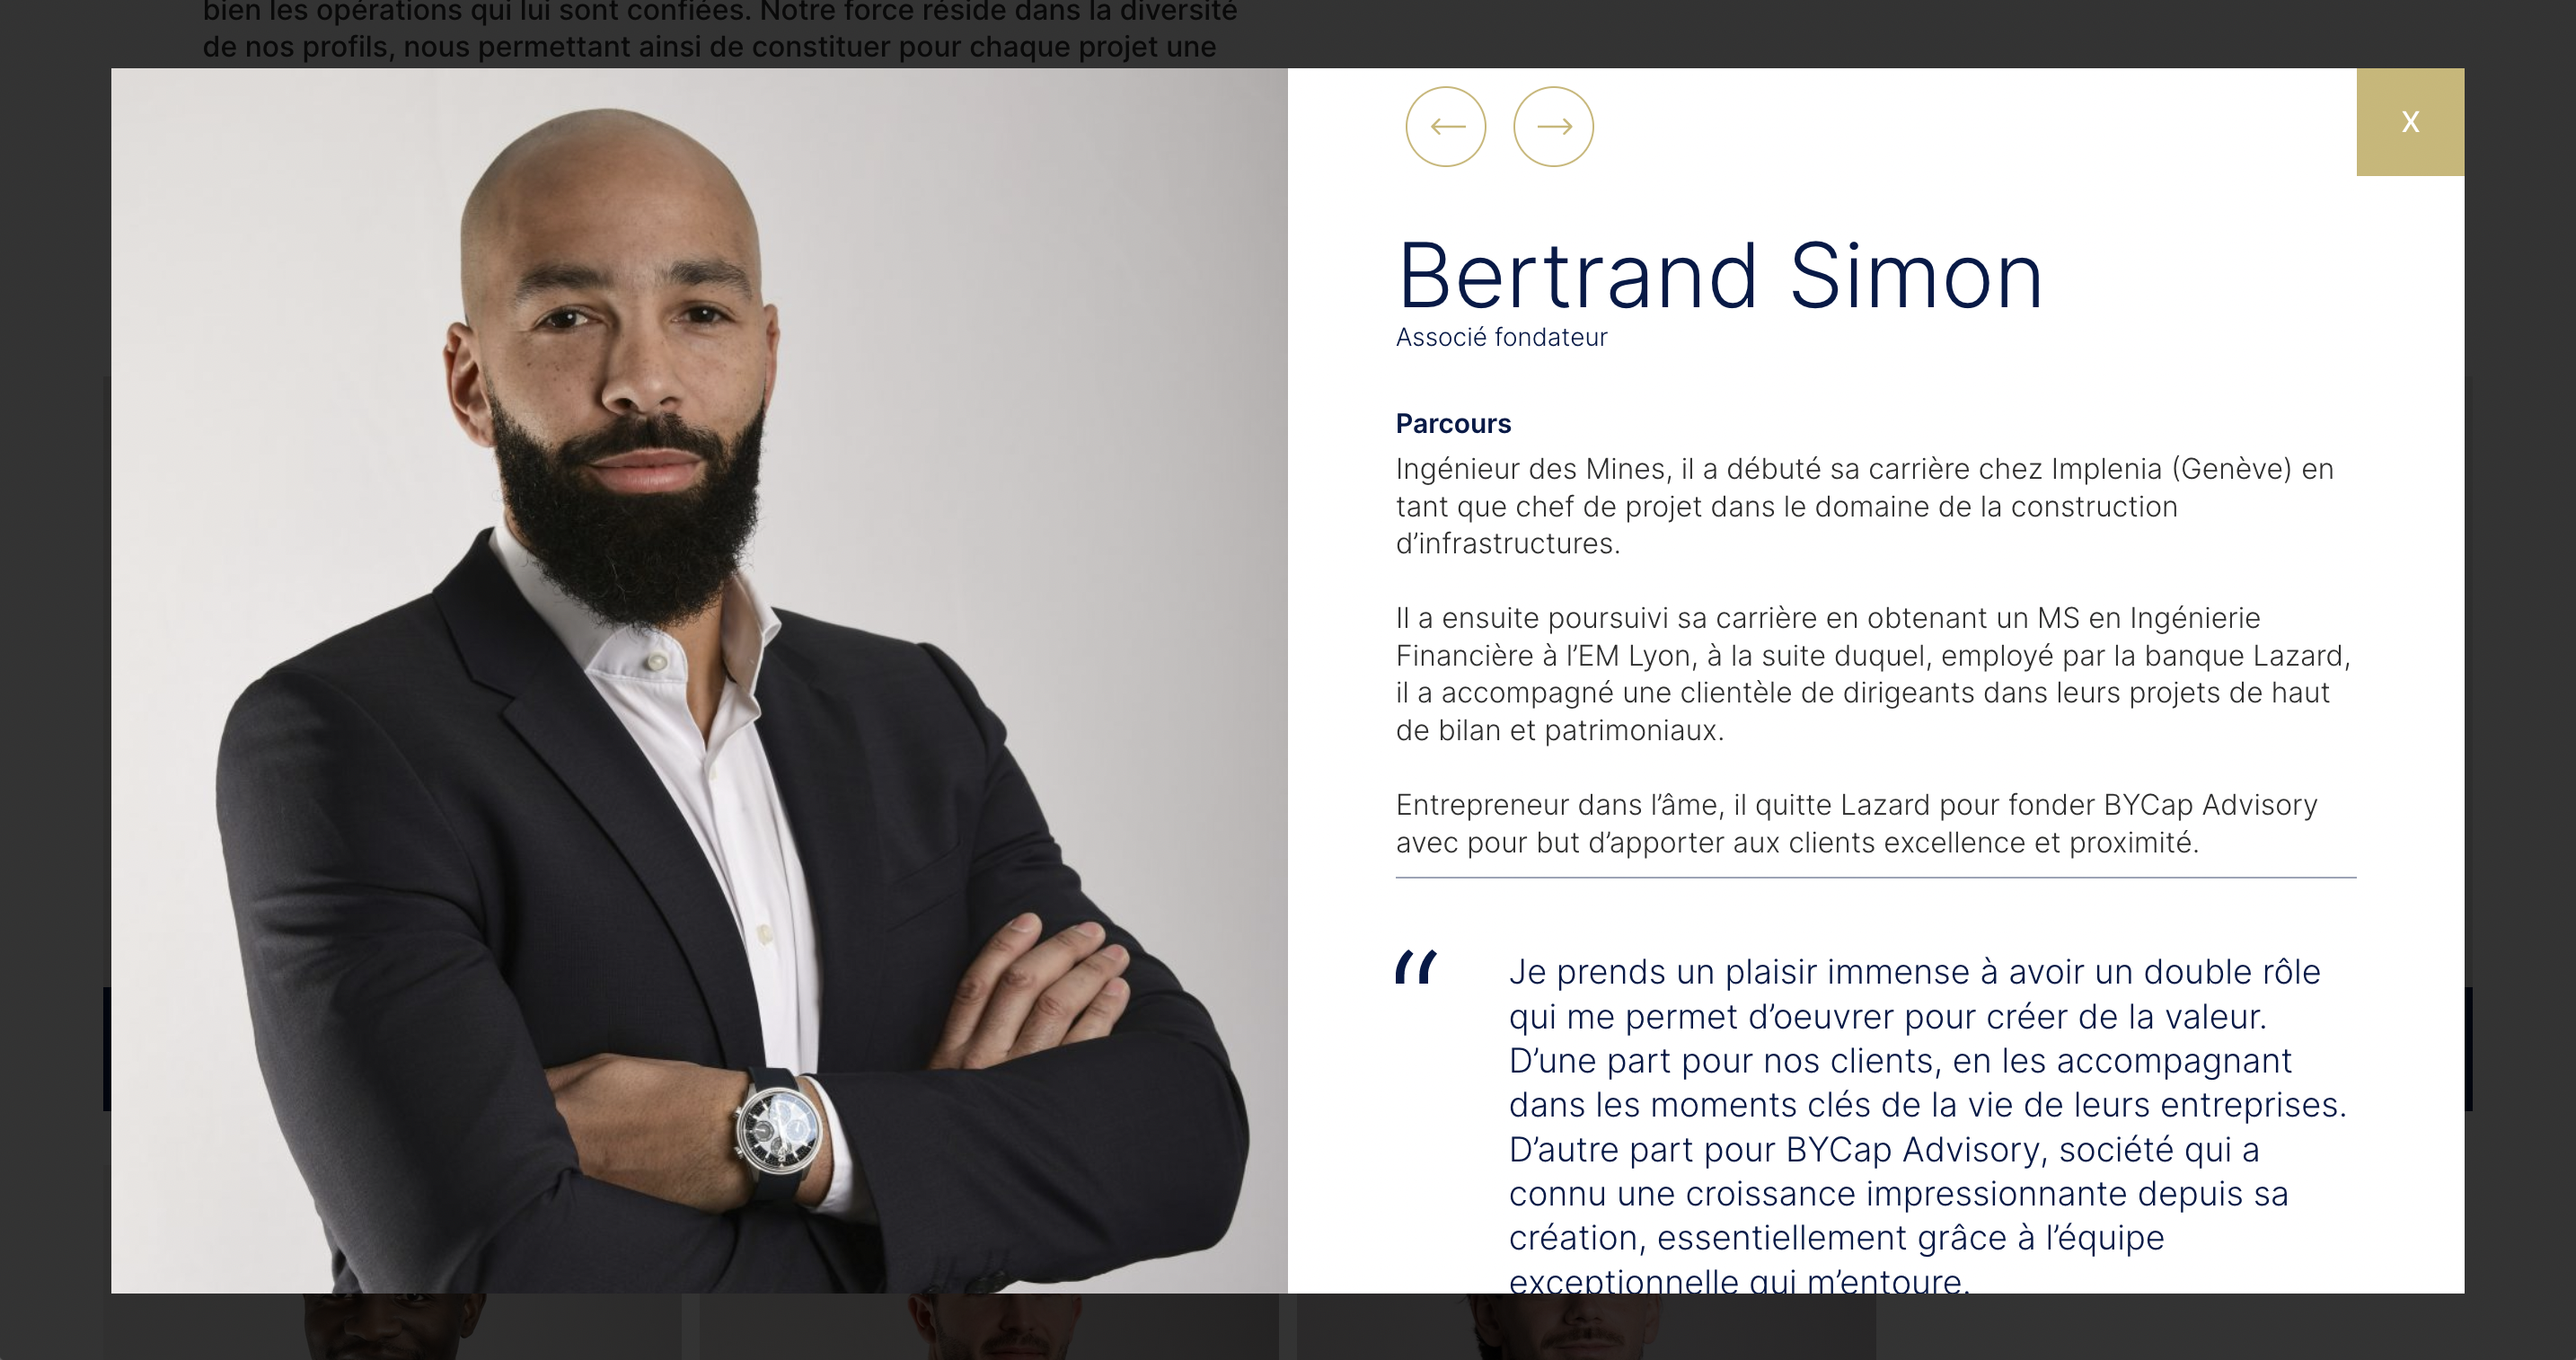 bien les opérations qui lui sont confiées. Notre force réside dans la diversité
de nos profils, nous permettant ainsi de constituer pour chaque projet une
X
Bertrand Simon
Associé fondateur
Parcours
Ingénieur des Mines, il a débuté sa carrière chez Implenia (Genève) en
tant que chef de projet dans le domaine de la construction
d’infrastructures.
Il a ensuite poursuivi sa carrière en obtenant un MS en Ingénierie
Financière à l’EM Lyon, à la suite duquel, employé par la banque Lazard,
il a accompagné une clientèle de dirigeants dans leurs projets de haut
de bilan et patrimoniaux.
Entrepreneur dans l’âme, il quitte Lazard pour fonder BYCap Advisory
avec pour but d’apporter aux clients excellence et proximité.
“ Je prends un plaisir immense à avoir un double rôle
qui me permet d’oeuvrer pour créer de la valeur.
D’une part pour nos clients, en les accompagnant
dans les moments clés de la vie de leurs entreprises.
D’autre part pour BYCap Advisory, société qui a
connu une croissance impressionnante depuis sa
création, essentiellement grâce à l’équipe
exceptionnelle qui m’entoure.